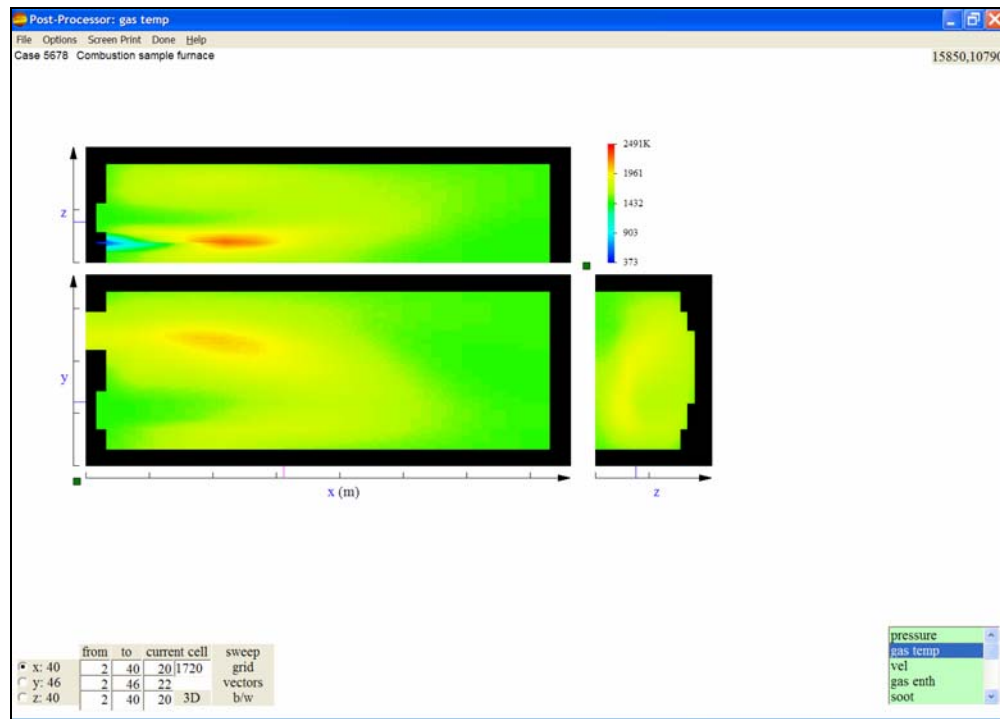 Post-Processor: gas temp
File Options Screen Print Done Help
Case 5678 Combustion sample furnace
15850,10790
z
2491K
1961
1432
903
373
y
x (m)
z
from to current cell sweep
x: 40 2 40 20 1720 grid
y: 46 2 46 22 vectors
z: 40 2 40 20 3D b/w
pressure
gas temp
vel
gas enth
soot